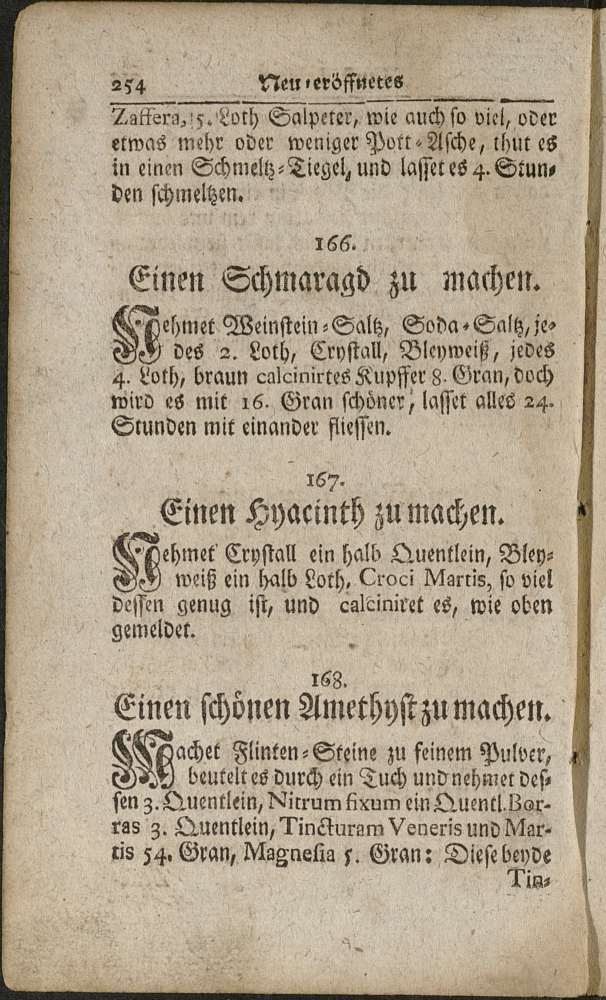 254 Neu-eröffnetes
Zaffera, 5. Loth Salpeter, wie auch so viel, oder
etwas mehr oder weniger Pott-Asche, thut es
in einen Schmeltz-Tiegel, und lasset es 4. Stun-
den schmeltzen.
166.
Einen Schmaragd zu machen.
Nehmet Weinstein-Saltz, Soda-Saltz, je-
des 2. Loth, Crystall, Bleyweiß, jedes
4. Loth, braun calcinirtes Kupffer 8. Gran, doch
wird es mit 16. Gran schöner, lasset alles 24.
Stunden mit einander fliessen.
167.
Einen Hyacinth zu machen.
Nehmet Crystall ein halb Quentlein, Bley-
weiß ein halb Loth, Croci Martis, so viel
dessen genug ist, und calciniret es, wie oben
gemeldet.
168.
Einen schönen Amethyst zu machen.
Machet Flinten-Steine zu feinem Pulver,
beutelt es durch ein Tuch und nehmet des-
sen 3. Quentlein, Nitrum fixum ein Quentl. Bor-
ras 3. Quentlein, Tincturam Veneris und Mar-
tis 54. Gran, Magnesia 5. Gran: Diese beyde
Tin-